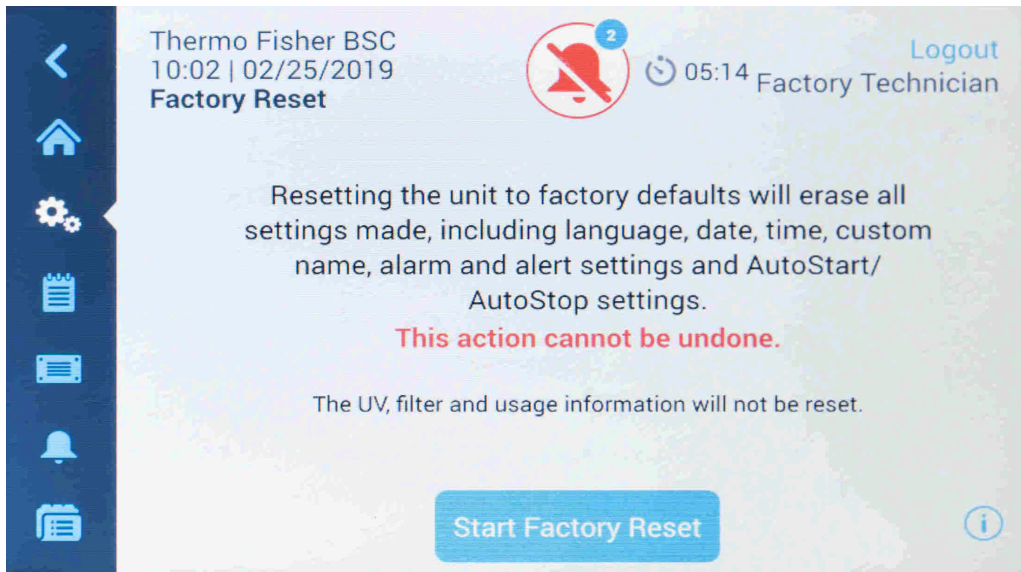 Thermo Fisher BSC
10:02 | 02/25/2019
Factory Reset
2
05:14
Logout
Factory Technician
Resetting the unit to factory defaults will erase all
settings made, including language, date, time, custom
name, alarm and alert settings and AutoStart/
AutoStop settings.
This action cannot be undone.
The UV, filter and usage information will not be reset.
Start Factory Reset
i